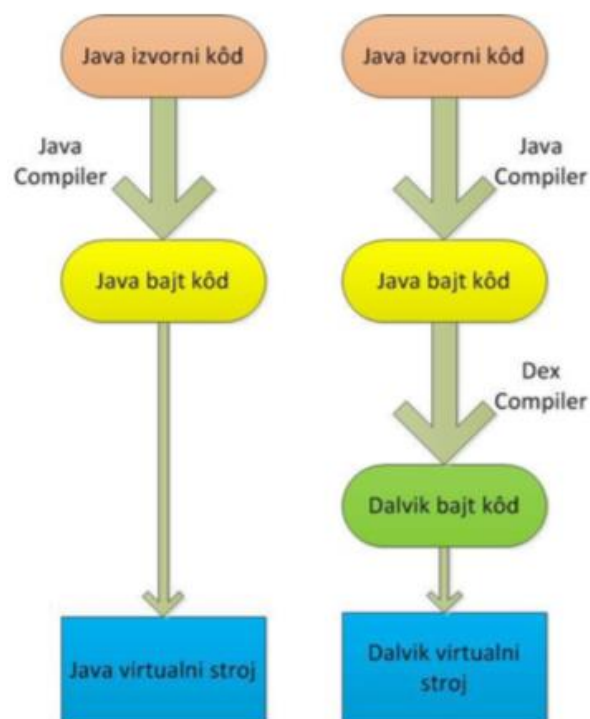 Java izvorni kôd
Java
Compiler
Java bajt kôd
Java virtualni stroj
Java izvorni kôd
Java
Compiler
Java bajt kôd
Dex
Compiler
Dalvik bajt kôd
Dalvik virtualni
stroj